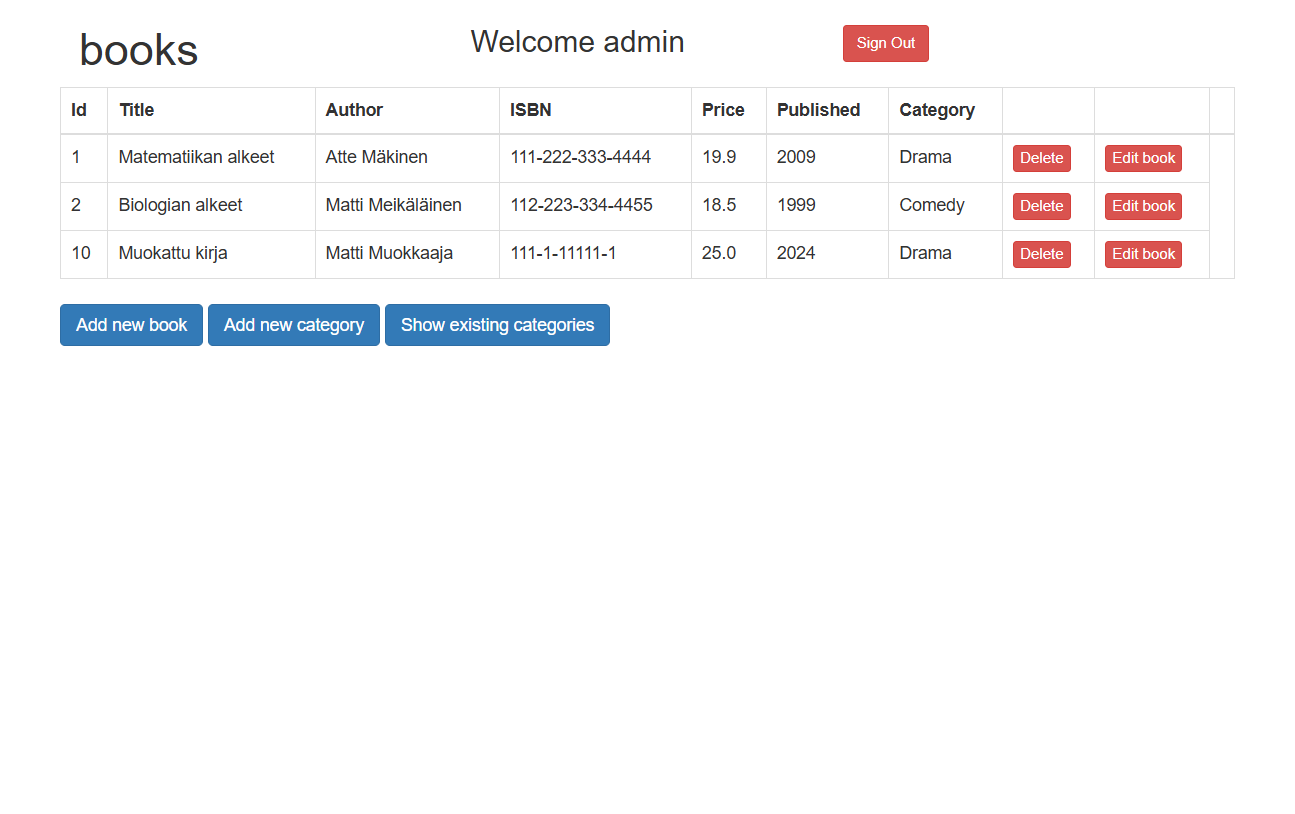 books Welcome admin Sign Out
Id Title Author ISBN Price Published Category
1 Matematiikan alkeet Atte Mäkinen 111-222-333-4444 19.9 2009 Drama Delete Edit book
2 Biologian alkeet Matti Meikäläinen 112-223-334-4455 18.5 1999 Comedy Delete Edit book
10 Muokattu kirja Matti Muokkaaja 111-1-11111-1 25.0 2024 Drama Delete Edit book
Add new book Add new category Show existing categories